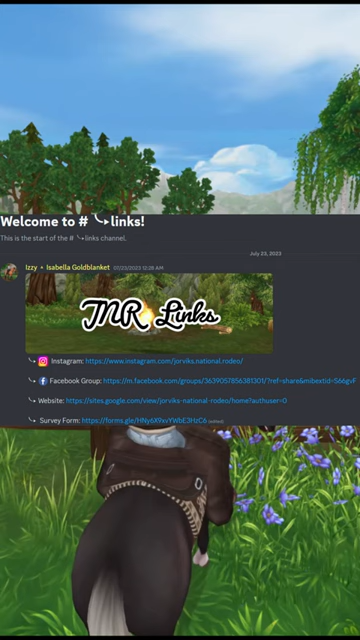 Welcome to # ╰➛links!
This is the start of the # ╰➛links channel.
July 23, 2023
Izzy • Isabella Goldblanket 07/23/2023 12:28 AM
JNR Links
╰➛ Instagram: https://www.instagram.com/jorviks.national.rodeo/
╰➛ Facebook Group: https://m.facebook.com/groups/3639057856381301/?ref=share&mibextid=S66gvF
╰➛ Website: https://sites.google.com/view/jorviks-national-rodeo/home?authuser=0
╰➛ Survey Form: https://forms.gle/HNy6X9xvYWbE3HzC6 (edited)